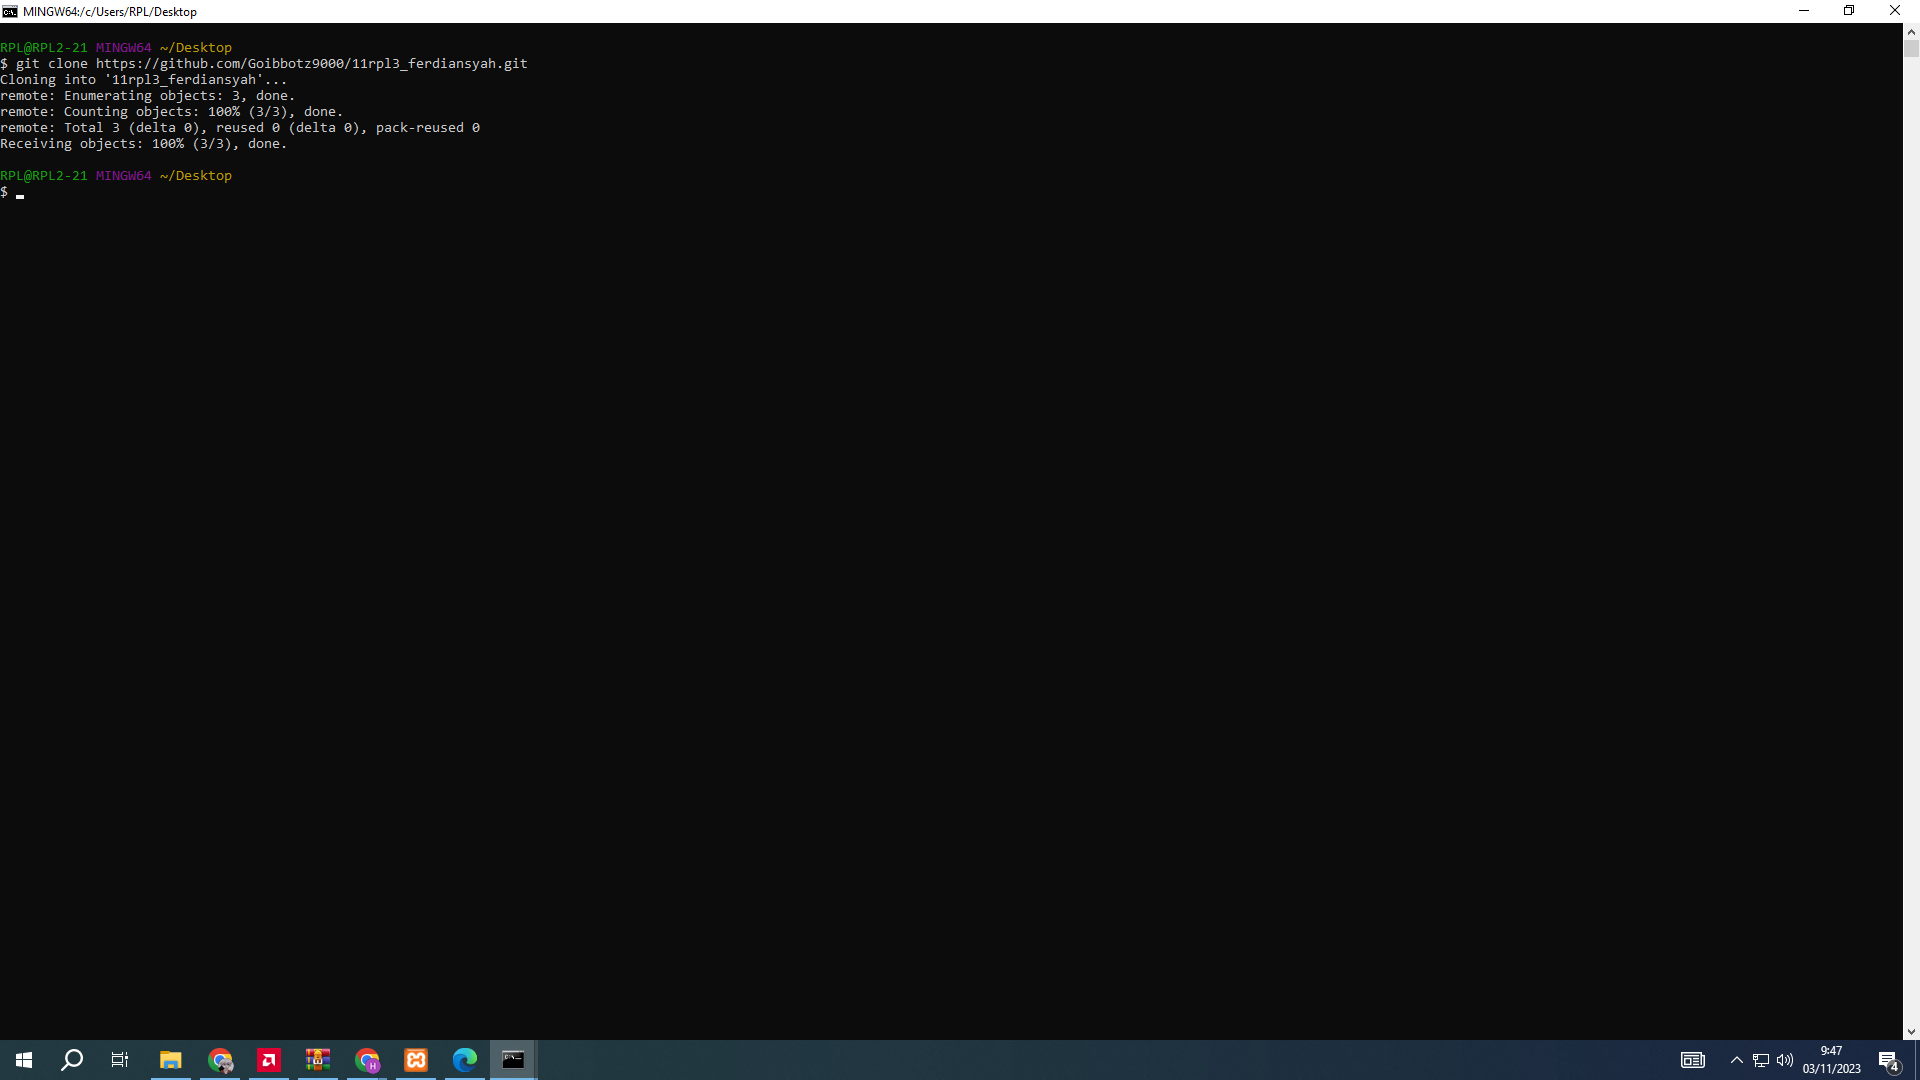 MINGW64:/c/Users/RPL/Desktop
RPL@RPL2-21 MINGW64 ~/Desktop
$ git clone https://github.com/Goibbotz9000/11rpl3_ferdiansyah.git
Cloning into '11rpl3_ferdiansyah'...
remote: Enumerating objects: 3, done.
remote: Counting objects: 100% (3/3), done.
remote: Total 3 (delta 0), reused 0 (delta 0), pack-reused 0
Receiving objects: 100% (3/3), done.
RPL@RPL2-21 MINGW64 ~/Desktop
$
H
9:47
03/11/2023
4